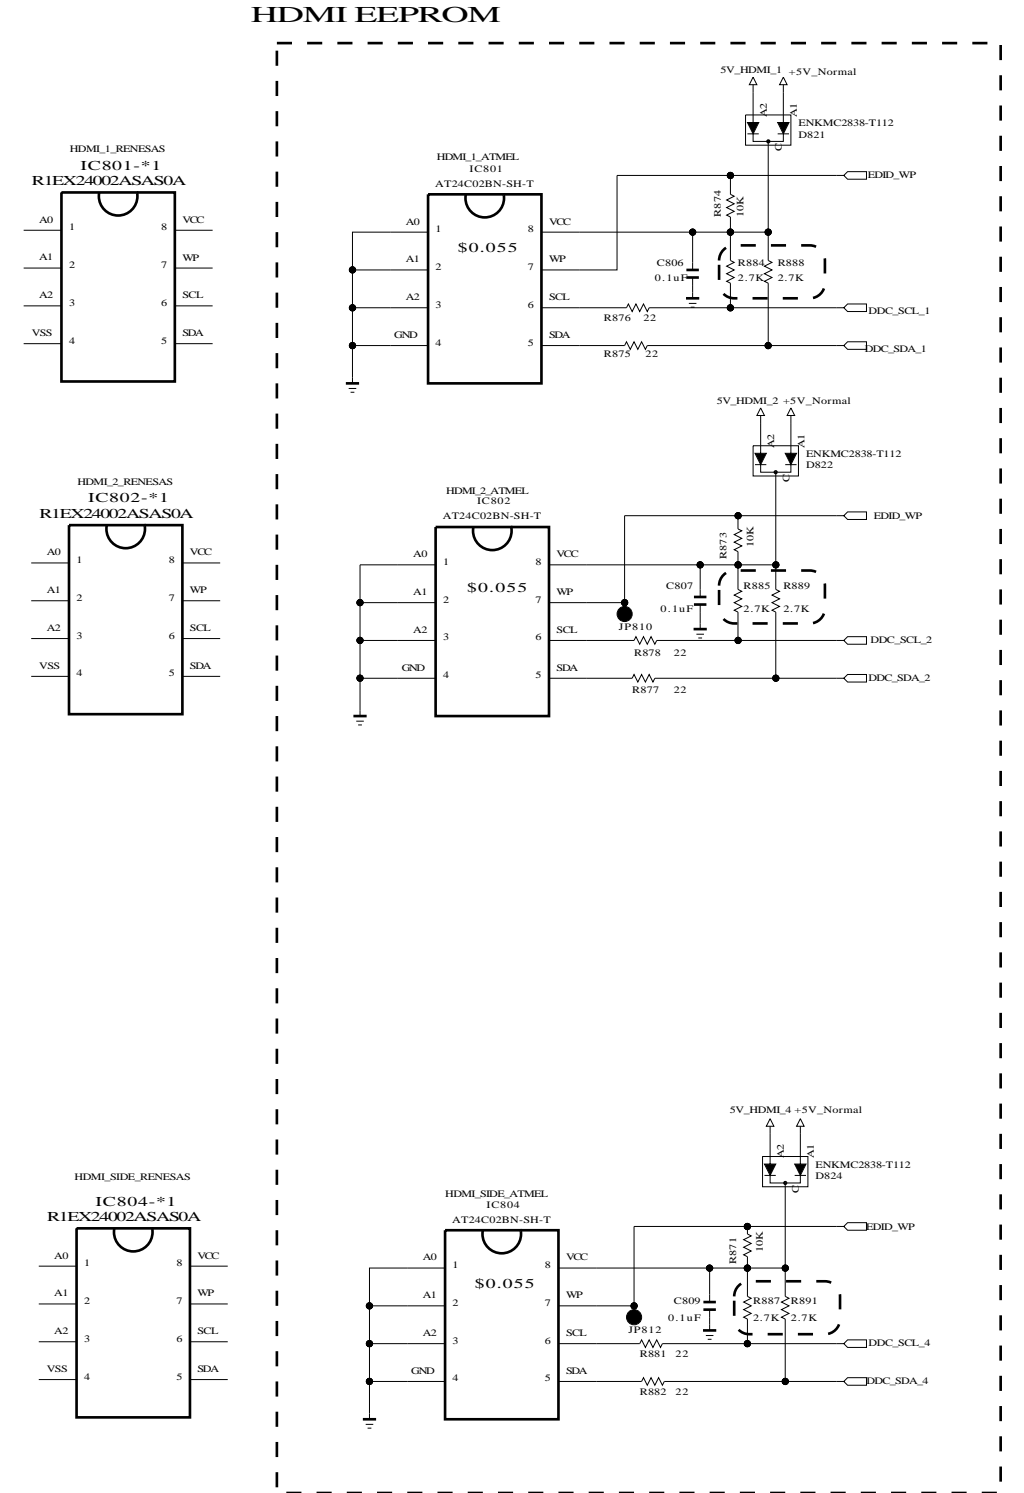 HDMI EEPROM
5V_HDMI_1 +5V_Normal
A2 A1
ENKMC2838-T112
D821
C
HDMI_1_RENESAS
IC801-*1
R1EX24002ASAS0A
A0 1 8 VCC
A1 2 7 WP
A2 3 6 SCL
VSS 4 5 SDA
HDMI_1_ATMEL
IC801
AT24C02BN-SH-T
$0.055
A0 1 8 VCC
A1 2 7 WP
A2 3 6 SCL
GND 4 5 SDA
EDID_WP
R874
10K
C806
0.1uF
R884 R888
2.7K 2.7K
R876 22
DDC_SCL_1
R875 22
DDC_SDA_1
5V_HDMI_2 +5V_Normal
A2 A1
ENKMC2838-T112
D822
C
HDMI_2_RENESAS
IC802-*1
R1EX24002ASAS0A
A0 1 8 VCC
A1 2 7 WP
A2 3 6 SCL
VSS 4 5 SDA
HDMI_2_ATMEL
IC802
AT24C02BN-SH-T
$0.055
A0 1 8 VCC
A1 2 7 WP
A2 3 6 SCL
GND 4 5 SDA
EDID_WP
R873
10K
C807
0.1uF
R885 R889
2.7K 2.7K
JP810
R878 22
DDC_SCL_2
R877 22
DDC_SDA_2
5V_HDMI_4 +5V_Normal
A2 A1
ENKMC2838-T112
D824
C
HDMI_SIDE_RENESAS
IC804-*1
R1EX24002ASAS0A
A0 1 8 VCC
A1 2 7 WP
A2 3 6 SCL
VSS 4 5 SDA
HDMI_SIDE_ATMEL
IC804
AT24C02BN-SH-T
$0.055
A0 1 8 VCC
A1 2 7 WP
A2 3 6 SCL
GND 4 5 SDA
EDID_WP
R871
10K
C809
0.1uF
R887 R891
2.7K 2.7K
JP812
R881 22
DDC_SCL_4
R882 22
DDC_SDA_4